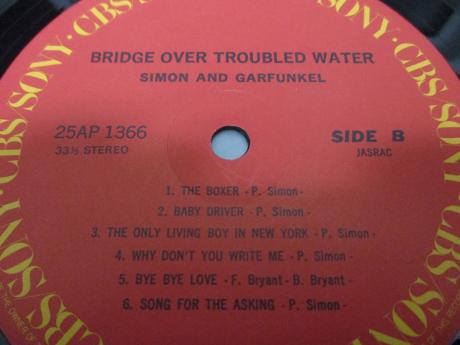 BRIDGE OVER TROUBLED WATER
SIMON AND GARFUNKEL
25AP 1366
33⅓ STEREO
SIDE B
JASRAC
1. THE BOXER - P. Simon -
2. BABY DRIVER - P. Simon -
3. THE ONLY LIVING BOY IN NEW YORK - P. Simon -
4. WHY DON'T YOU WRITE ME - P. Simon -
5. BYE BYE LOVE - F. Bryant - B. Bryant -
6. SONG FOR THE ASKING - P. Simon -
CBS/SONY · CBS/SONY